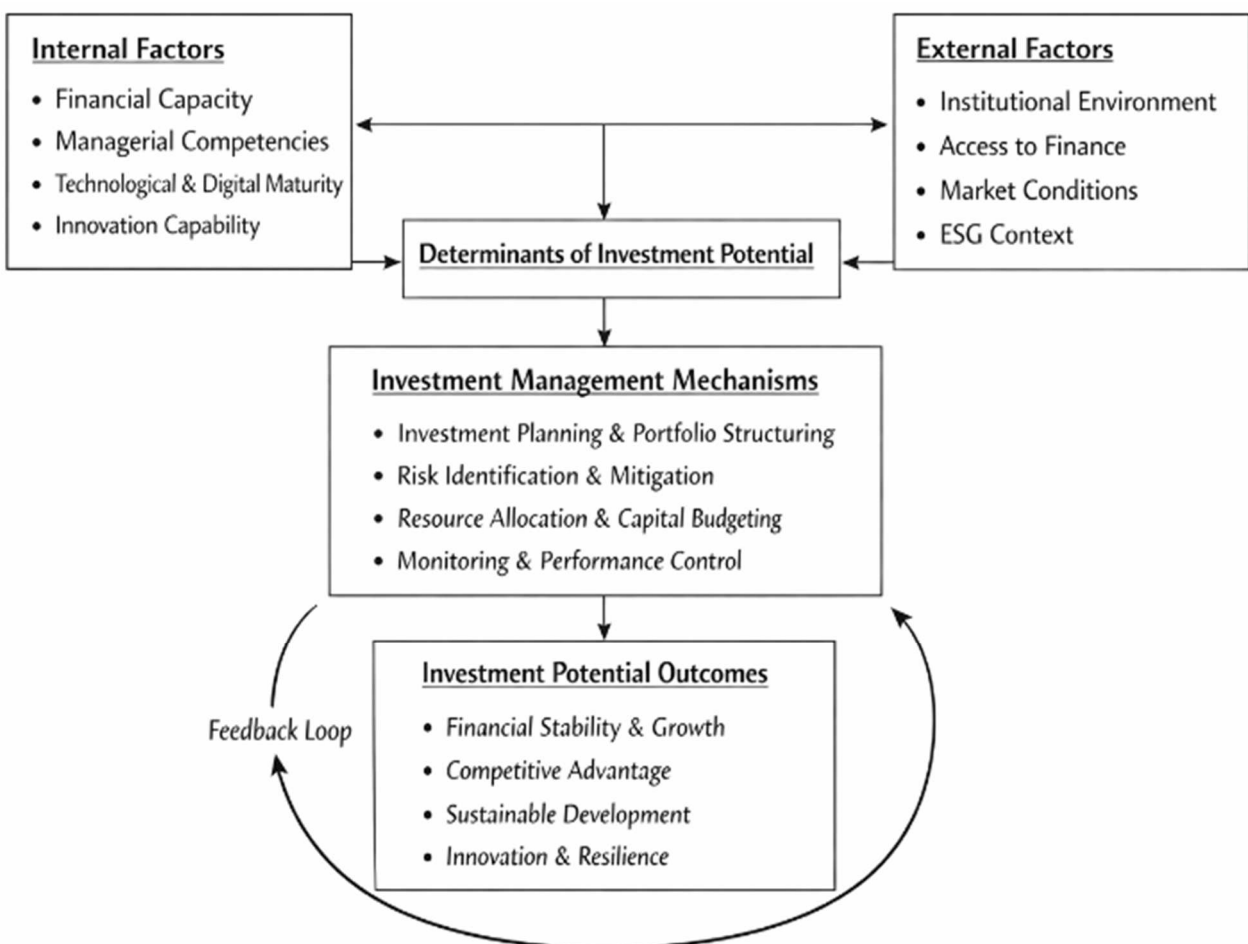 Internal Factors
• Financial Capacity
• Managerial Competencies
• Technological & Digital Maturity
• Innovation Capability
External Factors
• Institutional Environment
• Access to Finance
• Market Conditions
• ESG Context
Determinants of Investment Potential
Investment Management Mechanisms
• Investment Planning & Portfolio Structuring
• Risk Identification & Mitigation
• Resource Allocation & Capital Budgeting
• Monitoring & Performance Control
Investment Potential Outcomes
• Financial Stability & Growth
• Competitive Advantage
• Sustainable Development
• Innovation & Resilience
Feedback Loop